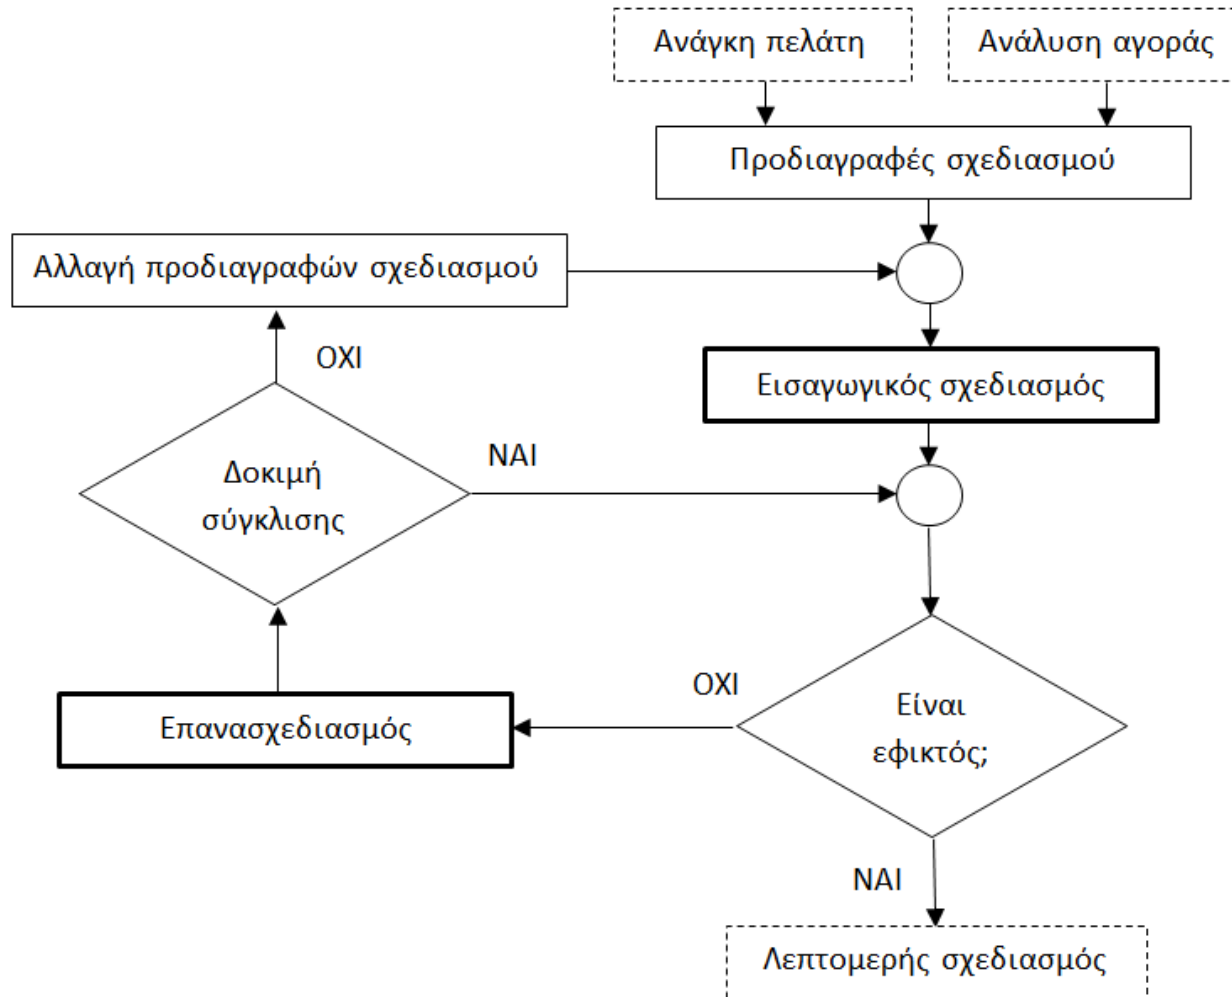 Ανάγκη πελάτη
Ανάλυση αγοράς
Προδιαγραφές σχεδιασμού
Αλλαγή προδιαγραφών σχεδιασμού
ΟΧΙ
Εισαγωγικός σχεδιασμός
Δοκιμή
σύγκλισης
ΝΑΙ
Επανασχεδιασμός
ΟΧΙ
Είναι
εφικτός;
ΝΑΙ
Λεπτομερής σχεδιασμός